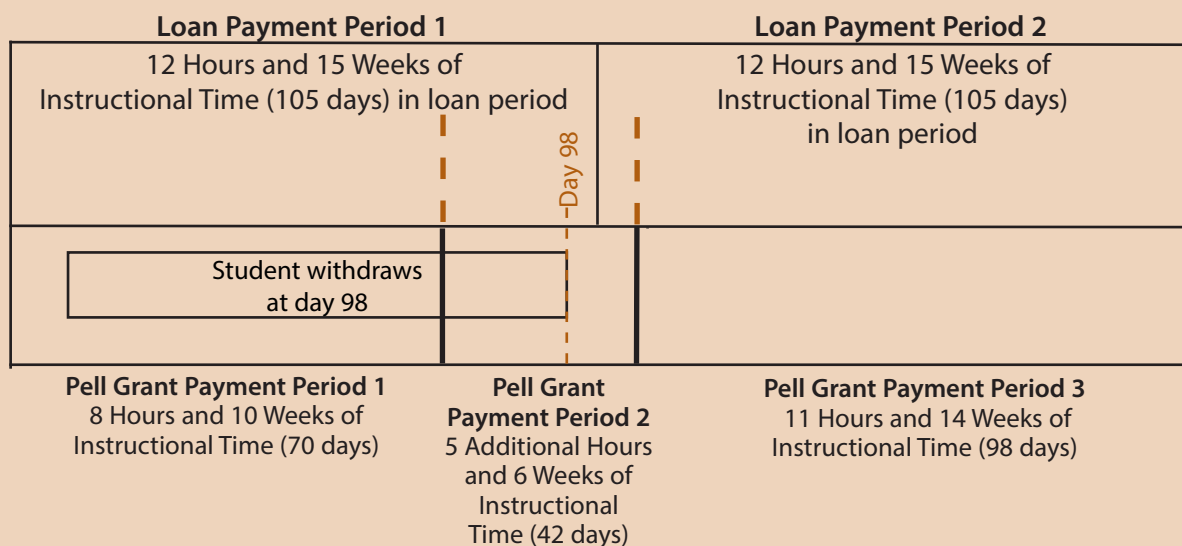 Loan Payment Period 1
12 Hours and 15 Weeks of
Instructional Time (105 days) in loan period
Loan Payment Period 2
12 Hours and 15 Weeks of
Instructional Time (105 days)
in loan period
Day 98
Student withdraws
at day 98
Pell Grant Payment Period 1
8 Hours and 10 Weeks of
Instructional Time (70 days)
Pell Grant
Payment Period 2
5 Additional Hours
and 6 Weeks of
Instructional
Time (42 days)
Pell Grant Payment Period 3
11 Hours and 14 Weeks of
Instructional Time (98 days)